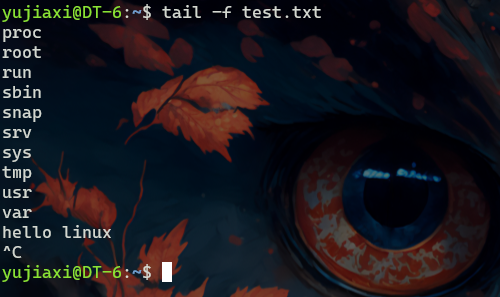 yujiaxi@DT-6:~$ tail -f test.txt
proc
root
run
sbin
snap
srv
sys
tmp
usr
var
hello linux
^C
yujiaxi@DT-6:~$